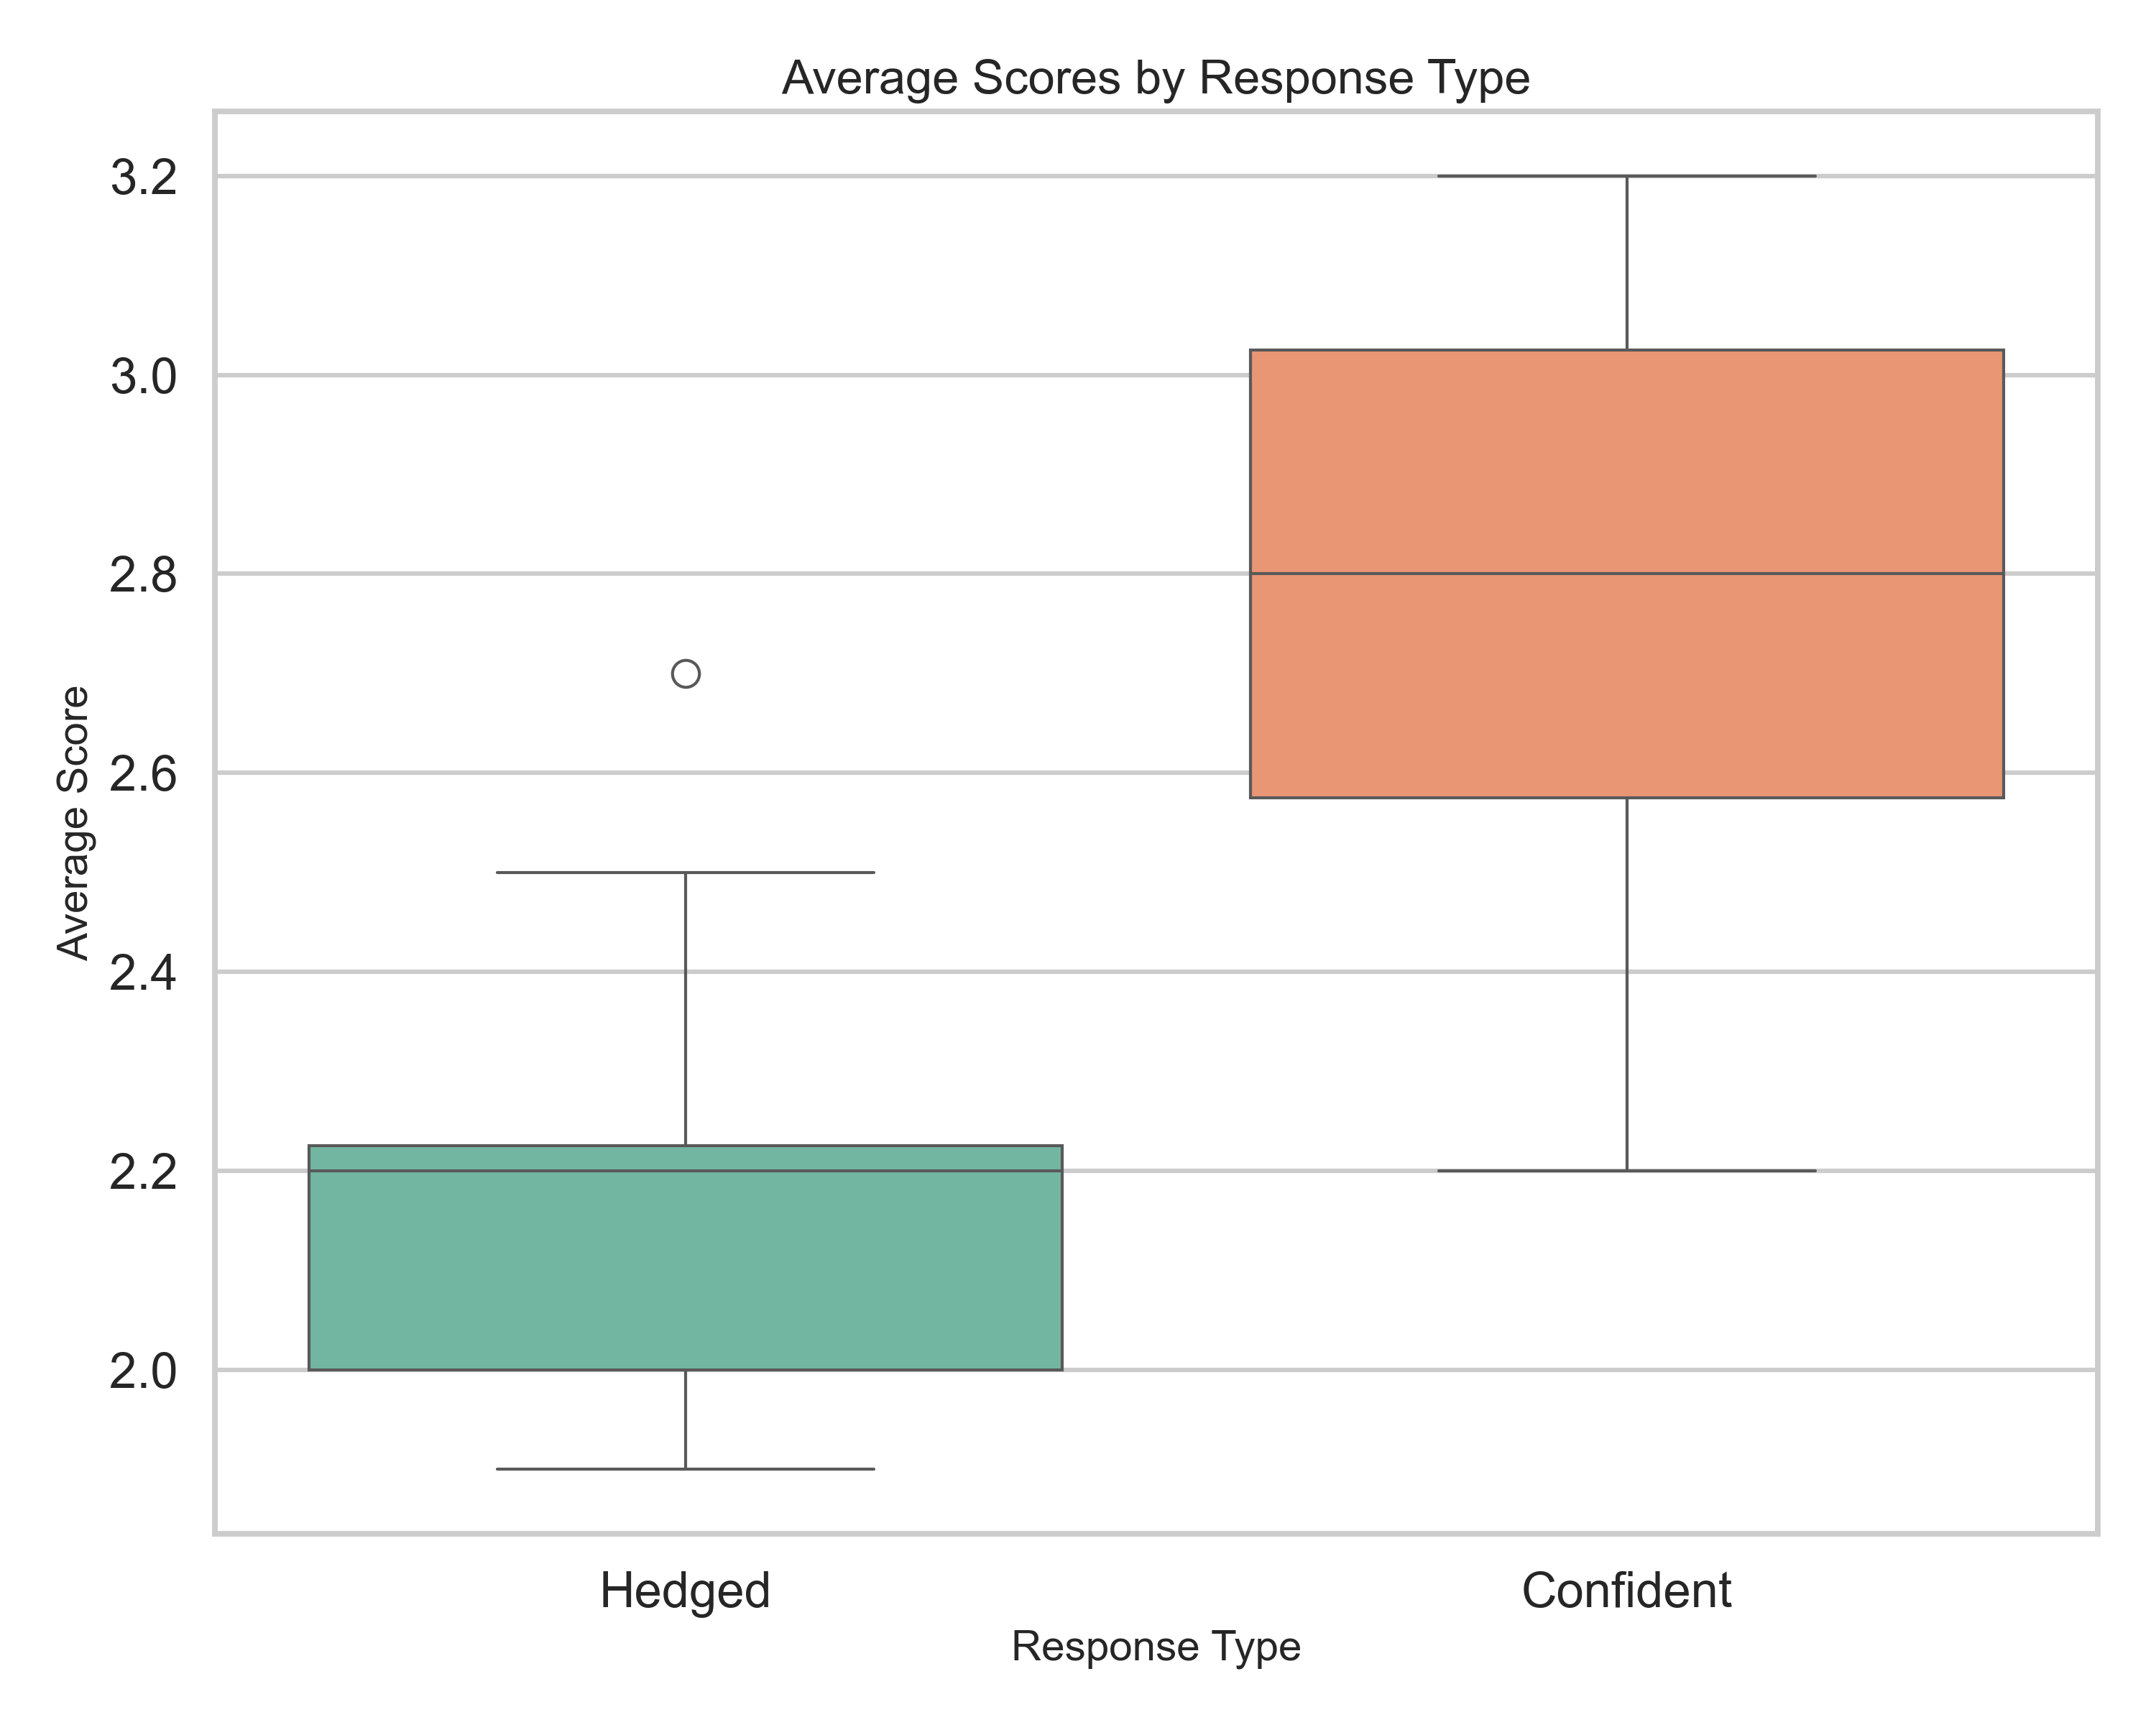 Average Scores by Response Type
3.2
3.0
2.8
2.6
2.4
2.2
2.0
Average Score
Hedged Confident
Response Type